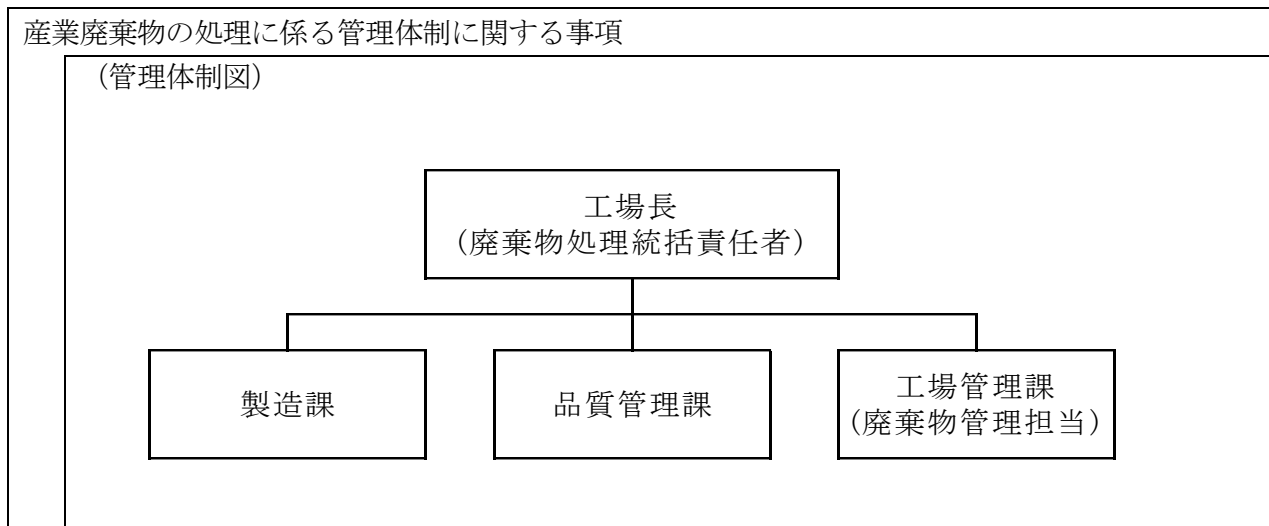 産業廃棄物の処理に係る管理体制に関する事項
（管理体制図）
工場長
（廃棄物処理統括責任者）
製造課
品質管理課
工場管理課
（廃棄物管理担当）